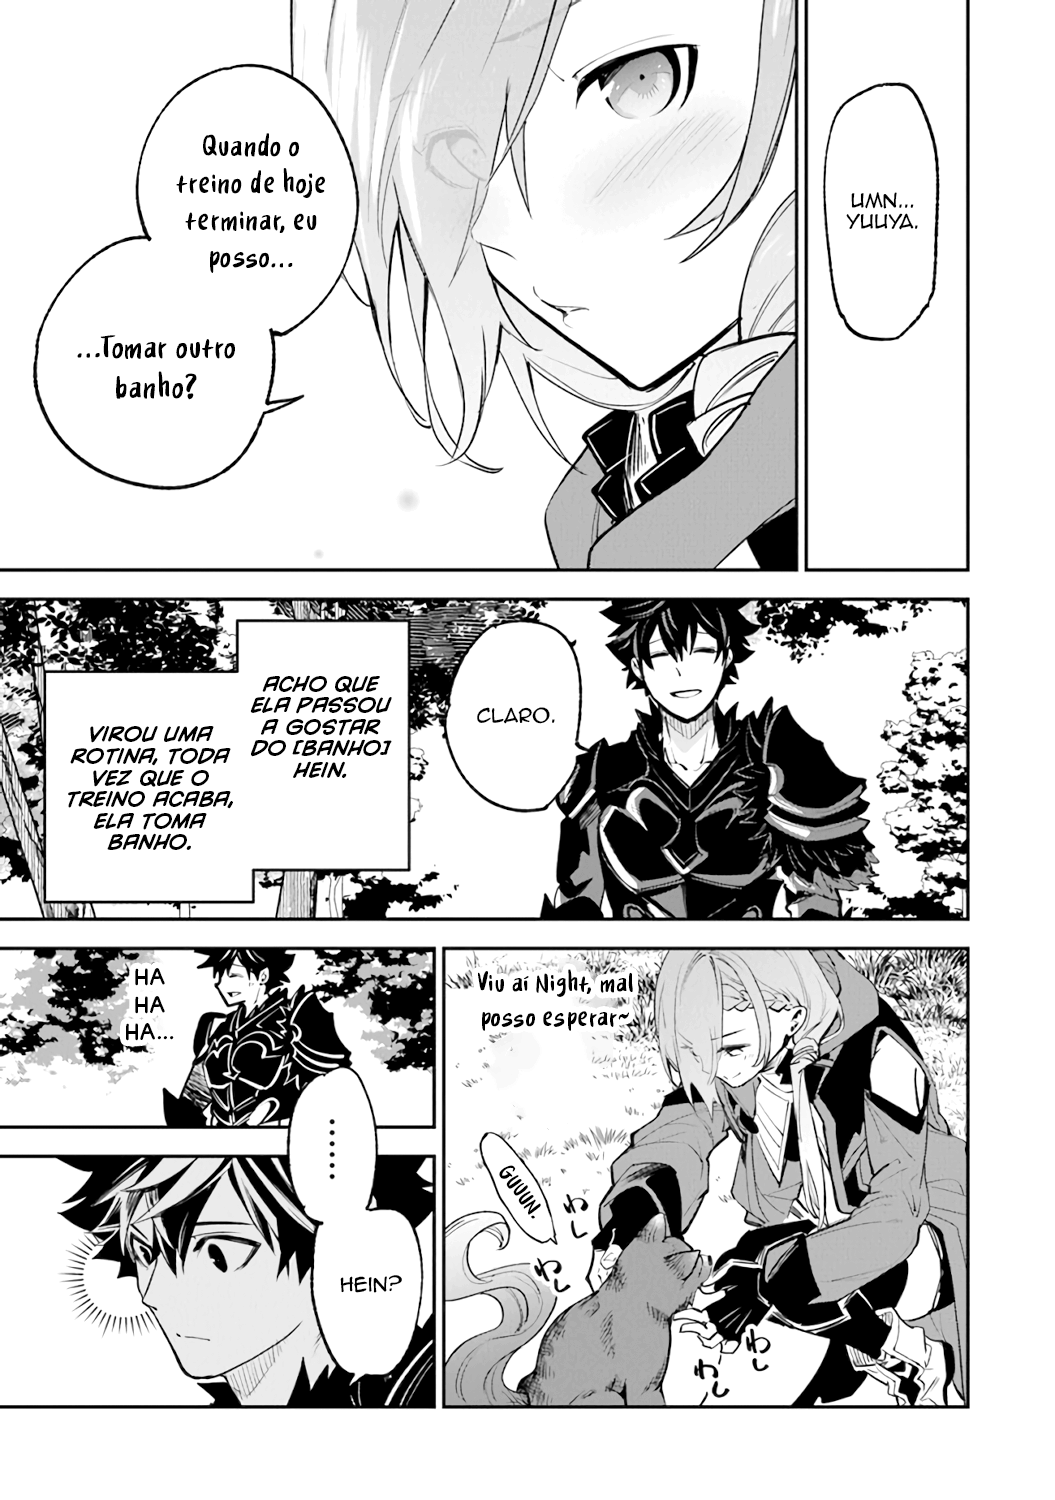 UMN...
YUUYA.
Quando o
treino de hoje
terminar, eu
posso...
...Tomar outro
banho?
CLARO.
ACHO QUE
ELA PASSOU
A GOSTAR
DO [BANHO]
HEIN.
VIROU UMA
ROTINA, TODA
VEZ QUE O
TREINO ACABA,
ELA TOMA
BANHO.
Viu aí Night, mal
posso esperar~
GUUUN.
わし
わし
わし
わし
HA
HA
HA...
......
HEIN?